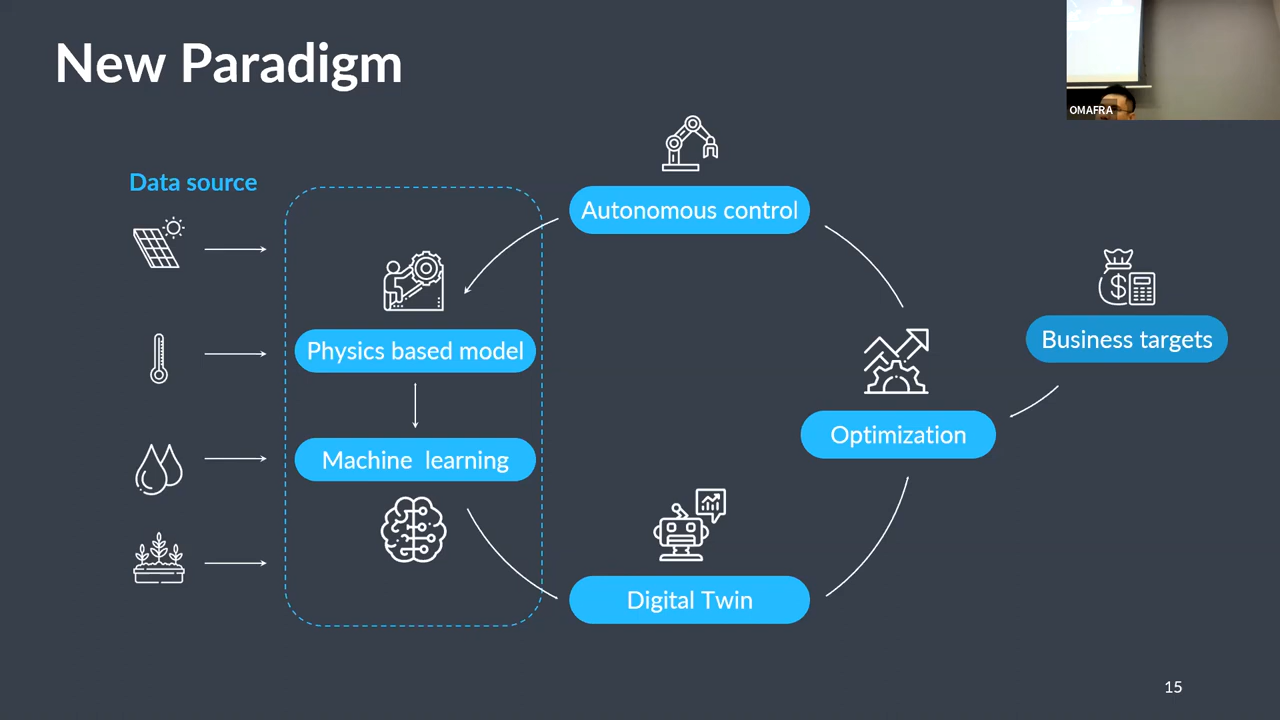 New Paradigm
OMAFRA
Data source
Autonomous control
Physics based model
Business targets
Optimization
Machine learning
Digital Twin
15